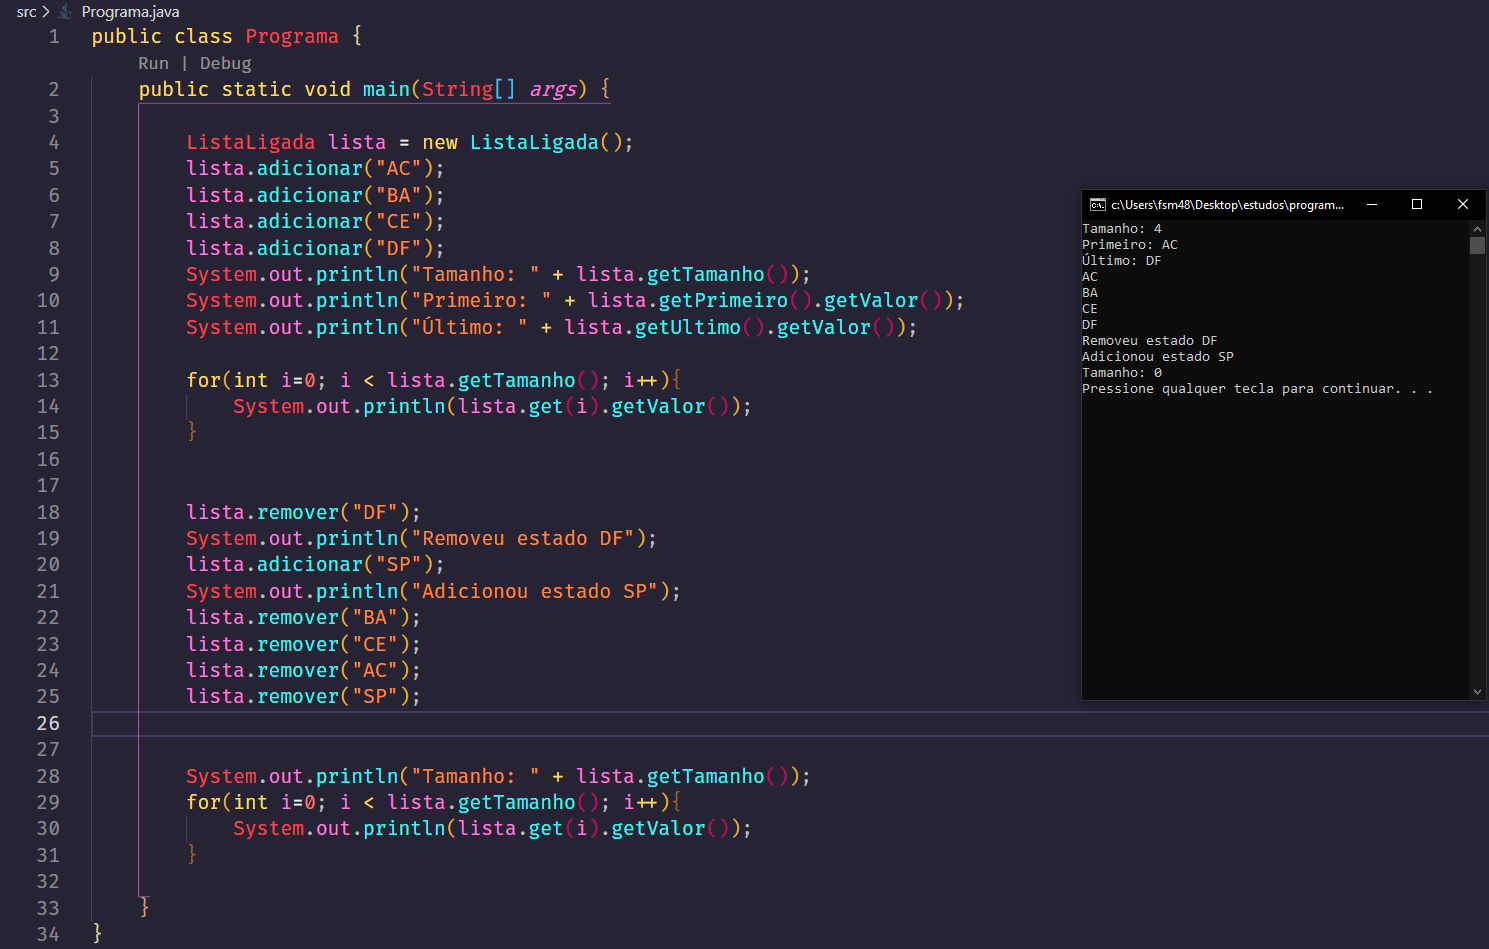 src > Programa.java
1 public class Programa {
Run | Debug
2 public static void main(String[] args) {
3
4 ListaLigada lista = new ListaLigada();
5 lista.adicionar("AC");
6 lista.adicionar("BA");
7 lista.adicionar("CE");
8 lista.adicionar("DF");
9 System.out.println("Tamanho: " + lista.getTamanho());
10 System.out.println("Primeiro: " + lista.getPrimeiro().getValor());
11 System.out.println("Último: " + lista.getUltimo().getValor());
12
13 for(int i=0; i < lista.getTamanho(); i++){
14 System.out.println(lista.get(i).getValor());
15 }
16
17
18 lista.remover("DF");
19 System.out.println("Removeu estado DF");
20 lista.adicionar("SP");
21 System.out.println("Adicionou estado SP");
22 lista.remover("BA");
23 lista.remover("CE");
24 lista.remover("AC");
25 lista.remover("SP");
26
27
28 System.out.println("Tamanho: " + lista.getTamanho());
29 for(int i=0; i < lista.getTamanho(); i++){
30 System.out.println(lista.get(i).getValor());
31 }
32
33 }
34 }
c:\Users\fsm48\Desktop\estudos\program...
Tamanho: 4
Primeiro: AC
Último: DF
AC
BA
CE
DF
Removeu estado DF
Adicionou estado SP
Tamanho: 0
Pressione qualquer tecla para continuar. . .